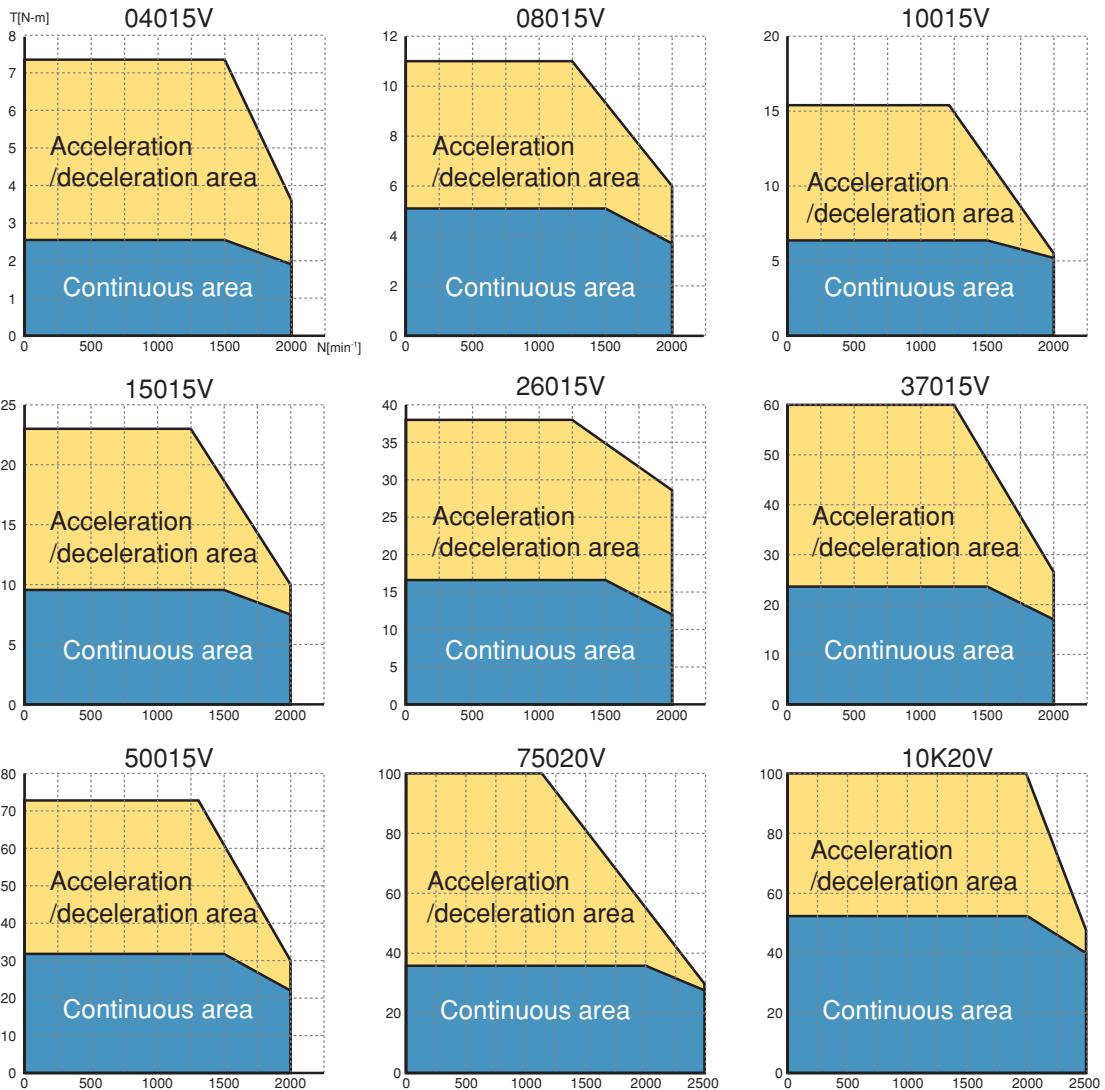 T[N-m]
04015V
8
7
6
5
4
3
2
1
0
Acceleration
/deceleration area
Continuous area
0 500 1000 1500 2000 N[min⁻¹]
08015V
12
10
8
6
4
2
0
Acceleration
/deceleration area
Continuous area
0 500 1000 1500 2000
10015V
20
15
10
5
0
Acceleration
/deceleration area
Continuous area
0 500 1000 1500 2000
15015V
25
20
15
10
5
0
Acceleration
/deceleration area
Continuous area
0 500 1000 1500 2000
26015V
40
35
30
25
20
15
10
5
0
Acceleration
/deceleration area
Continuous area
0 500 1000 1500 2000
37015V
60
50
40
30
20
10
0
Acceleration
/deceleration area
Continuous area
0 500 1000 1500 2000
50015V
80
70
60
50
40
30
20
10
0
Acceleration
/deceleration area
Continuous area
0 500 1000 1500 2000
75020V
100
80
60
40
20
0
Acceleration
/deceleration area
Continuous area
0 500 1000 1500 2000 2500
10K20V
100
80
60
40
20
0
Acceleration
/deceleration area
Continuous area
0 500 1000 1500 2000 2500